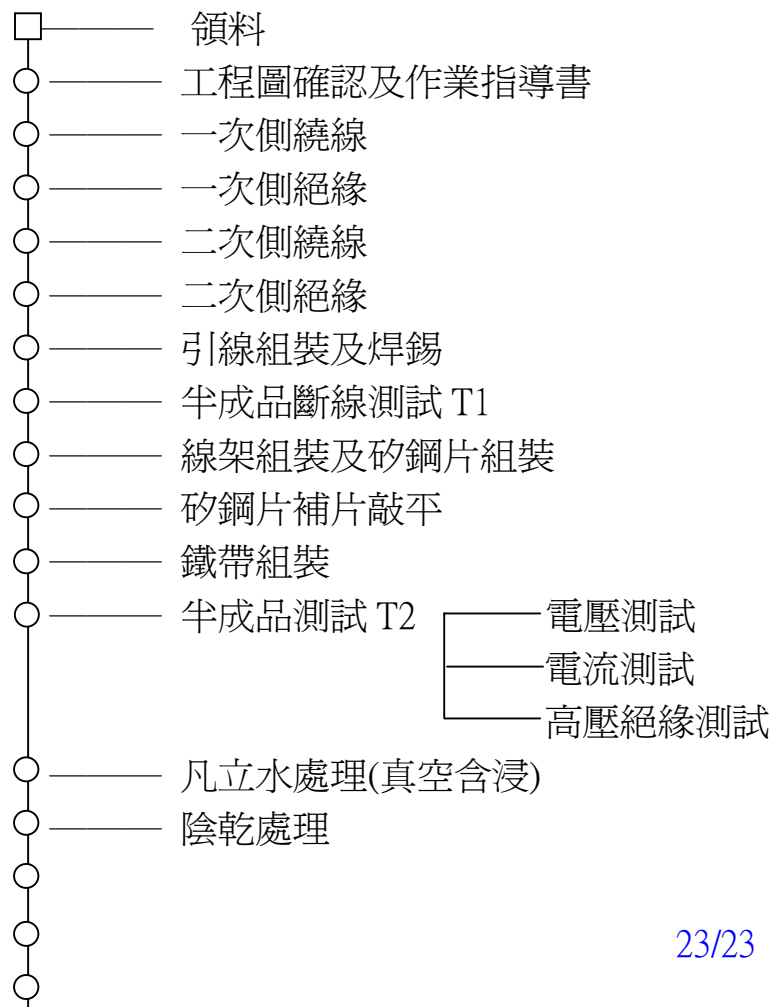 領料
工程圖確認及作業指導書
一次側繞線
一次側絕緣
二次側繞線
二次側絕緣
引線組裝及焊錫
半成品斷線測試 T1
線架組裝及矽鋼片組裝
矽鋼片補片敲平
鐵帶組裝
半成品測試 T2
電壓測試
電流測試
高壓絕緣測試
凡立水處理(真空含浸)
陰乾處理
23/23